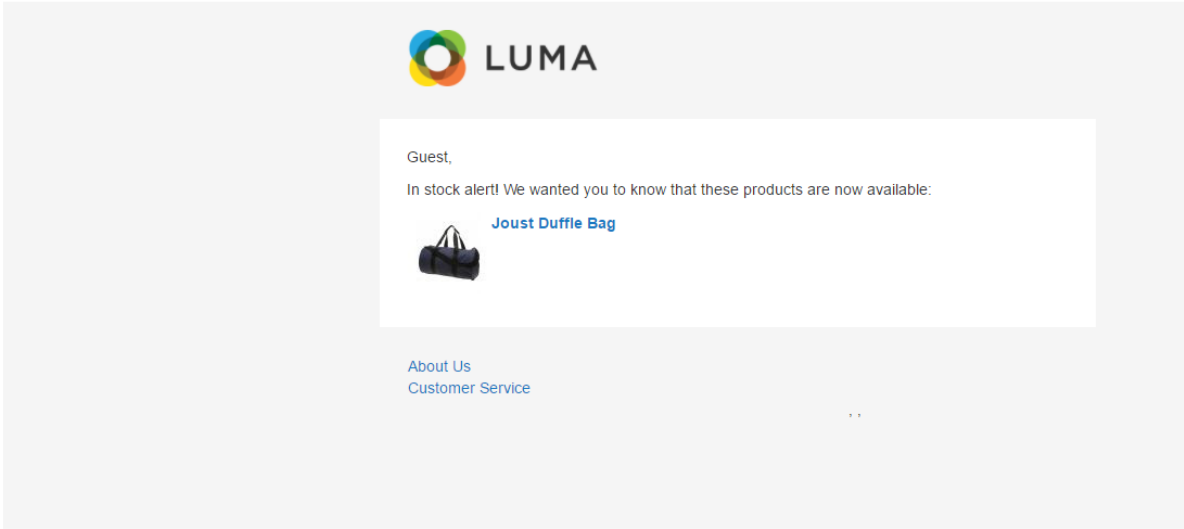 LUMA
Guest,
In stock alert! We wanted you to know that these products are now available:
Joust Duffle Bag
About Us
Customer Service
, ,